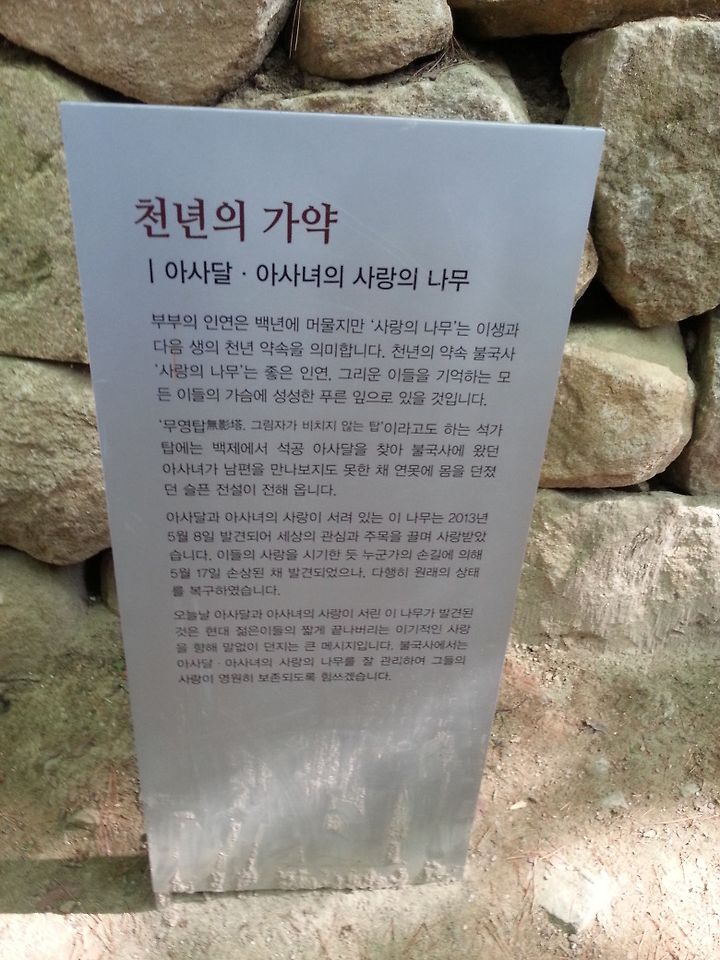 천년의 가약
| 아사달 · 아사녀의 사랑의 나무
부부의 인연은 백년에 머물지만 ‘사랑의 나무’는 이생과
다음 생의 천년 약속을 의미합니다. 천년의 약속 불국사
‘사랑의 나무’는 좋은 인연, 그리운 이들을 기억하는 모
든 이들의 가슴에 성성한 푸른 잎으로 있을 것입니다.
‘무영탑無影塔, 그림자가 비치지 않는 탑’이라고도 하는 석가
탑에는 백제에서 석공 아사달을 찾아 불국사에 왔던
아사녀가 남편을 만나보지도 못한 채 연못에 몸을 던졌
던 슬픈 전설이 전해 옵니다.
아사달과 아사녀의 사랑이 서려 있는 이 나무는 2013년
5월 8일 발견되어 세상의 관심과 주목을 끌며 사랑받았
습니다. 이들의 사랑을 시기한 듯 누군가의 손길에 의해
5월 17일 손상된 채 발견되었으나, 다행히 원래의 상태
를 복구하였습니다.
오늘날 아사달과 아사녀의 사랑이 서린 이 나무가 발견된
것은 현대 젊은이들의 짧게 끝나버리는 이기적인 사랑
을 향해 말없이 던지는 큰 메시지입니다. 불국사에서는
아사달 · 아사녀의 사랑의 나무를 잘 관리하여 그들의
사랑이 영원히 보존되도록 힘쓰겠습니다.